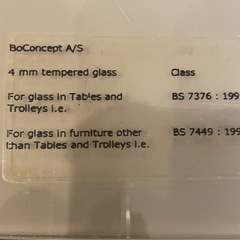 BoConcept A/S
4 mm tempered glass Class
For glass in Tables and BS 7376 : 199
Trolleys i.e.
For glass in furniture other BS 7449 : 199
than Tables and Trolleys i.e.